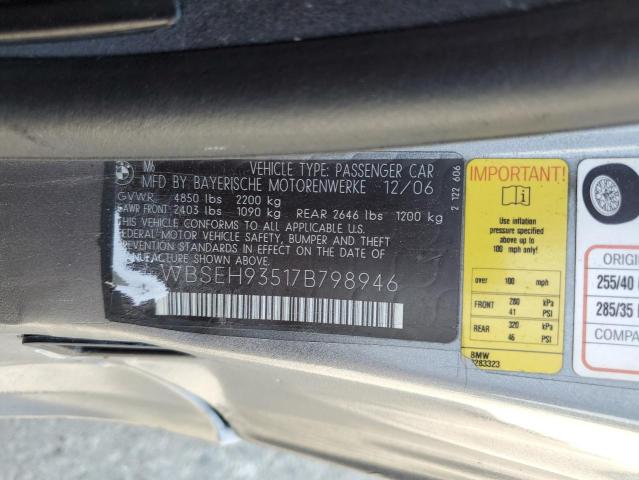 BMW
M6 VEHICLE TYPE: PASSENGER CAR
MFD BY BAYERISCHE MOTORENWERKE 12/06
GVWR 4850 lbs 2200 kg
GAWR FRONT: 2403 lbs 1090 kg REAR 2646 lbs 1200 kg
THIS VEHICLE CONFORMS TO ALL APPLICABLE
FEDERAL MOTOR VEHICLE SAFETY, BUMPER AND THEFT
PREVENTION STANDARDS IN EFFECT ON THE DATE OF
MANUFACTURE SHOWN ABOVE.
WBSEH93517B798946
2 122 606
IMPORTANT!
Use inflation
pressure at
speeds up to
100 mph only!
over 100 mph
FRONT 280 kPa
41 PSI
REAR 320 kPa
46 PSI
BMW
ORIGI
255/40
285/35
COMPA